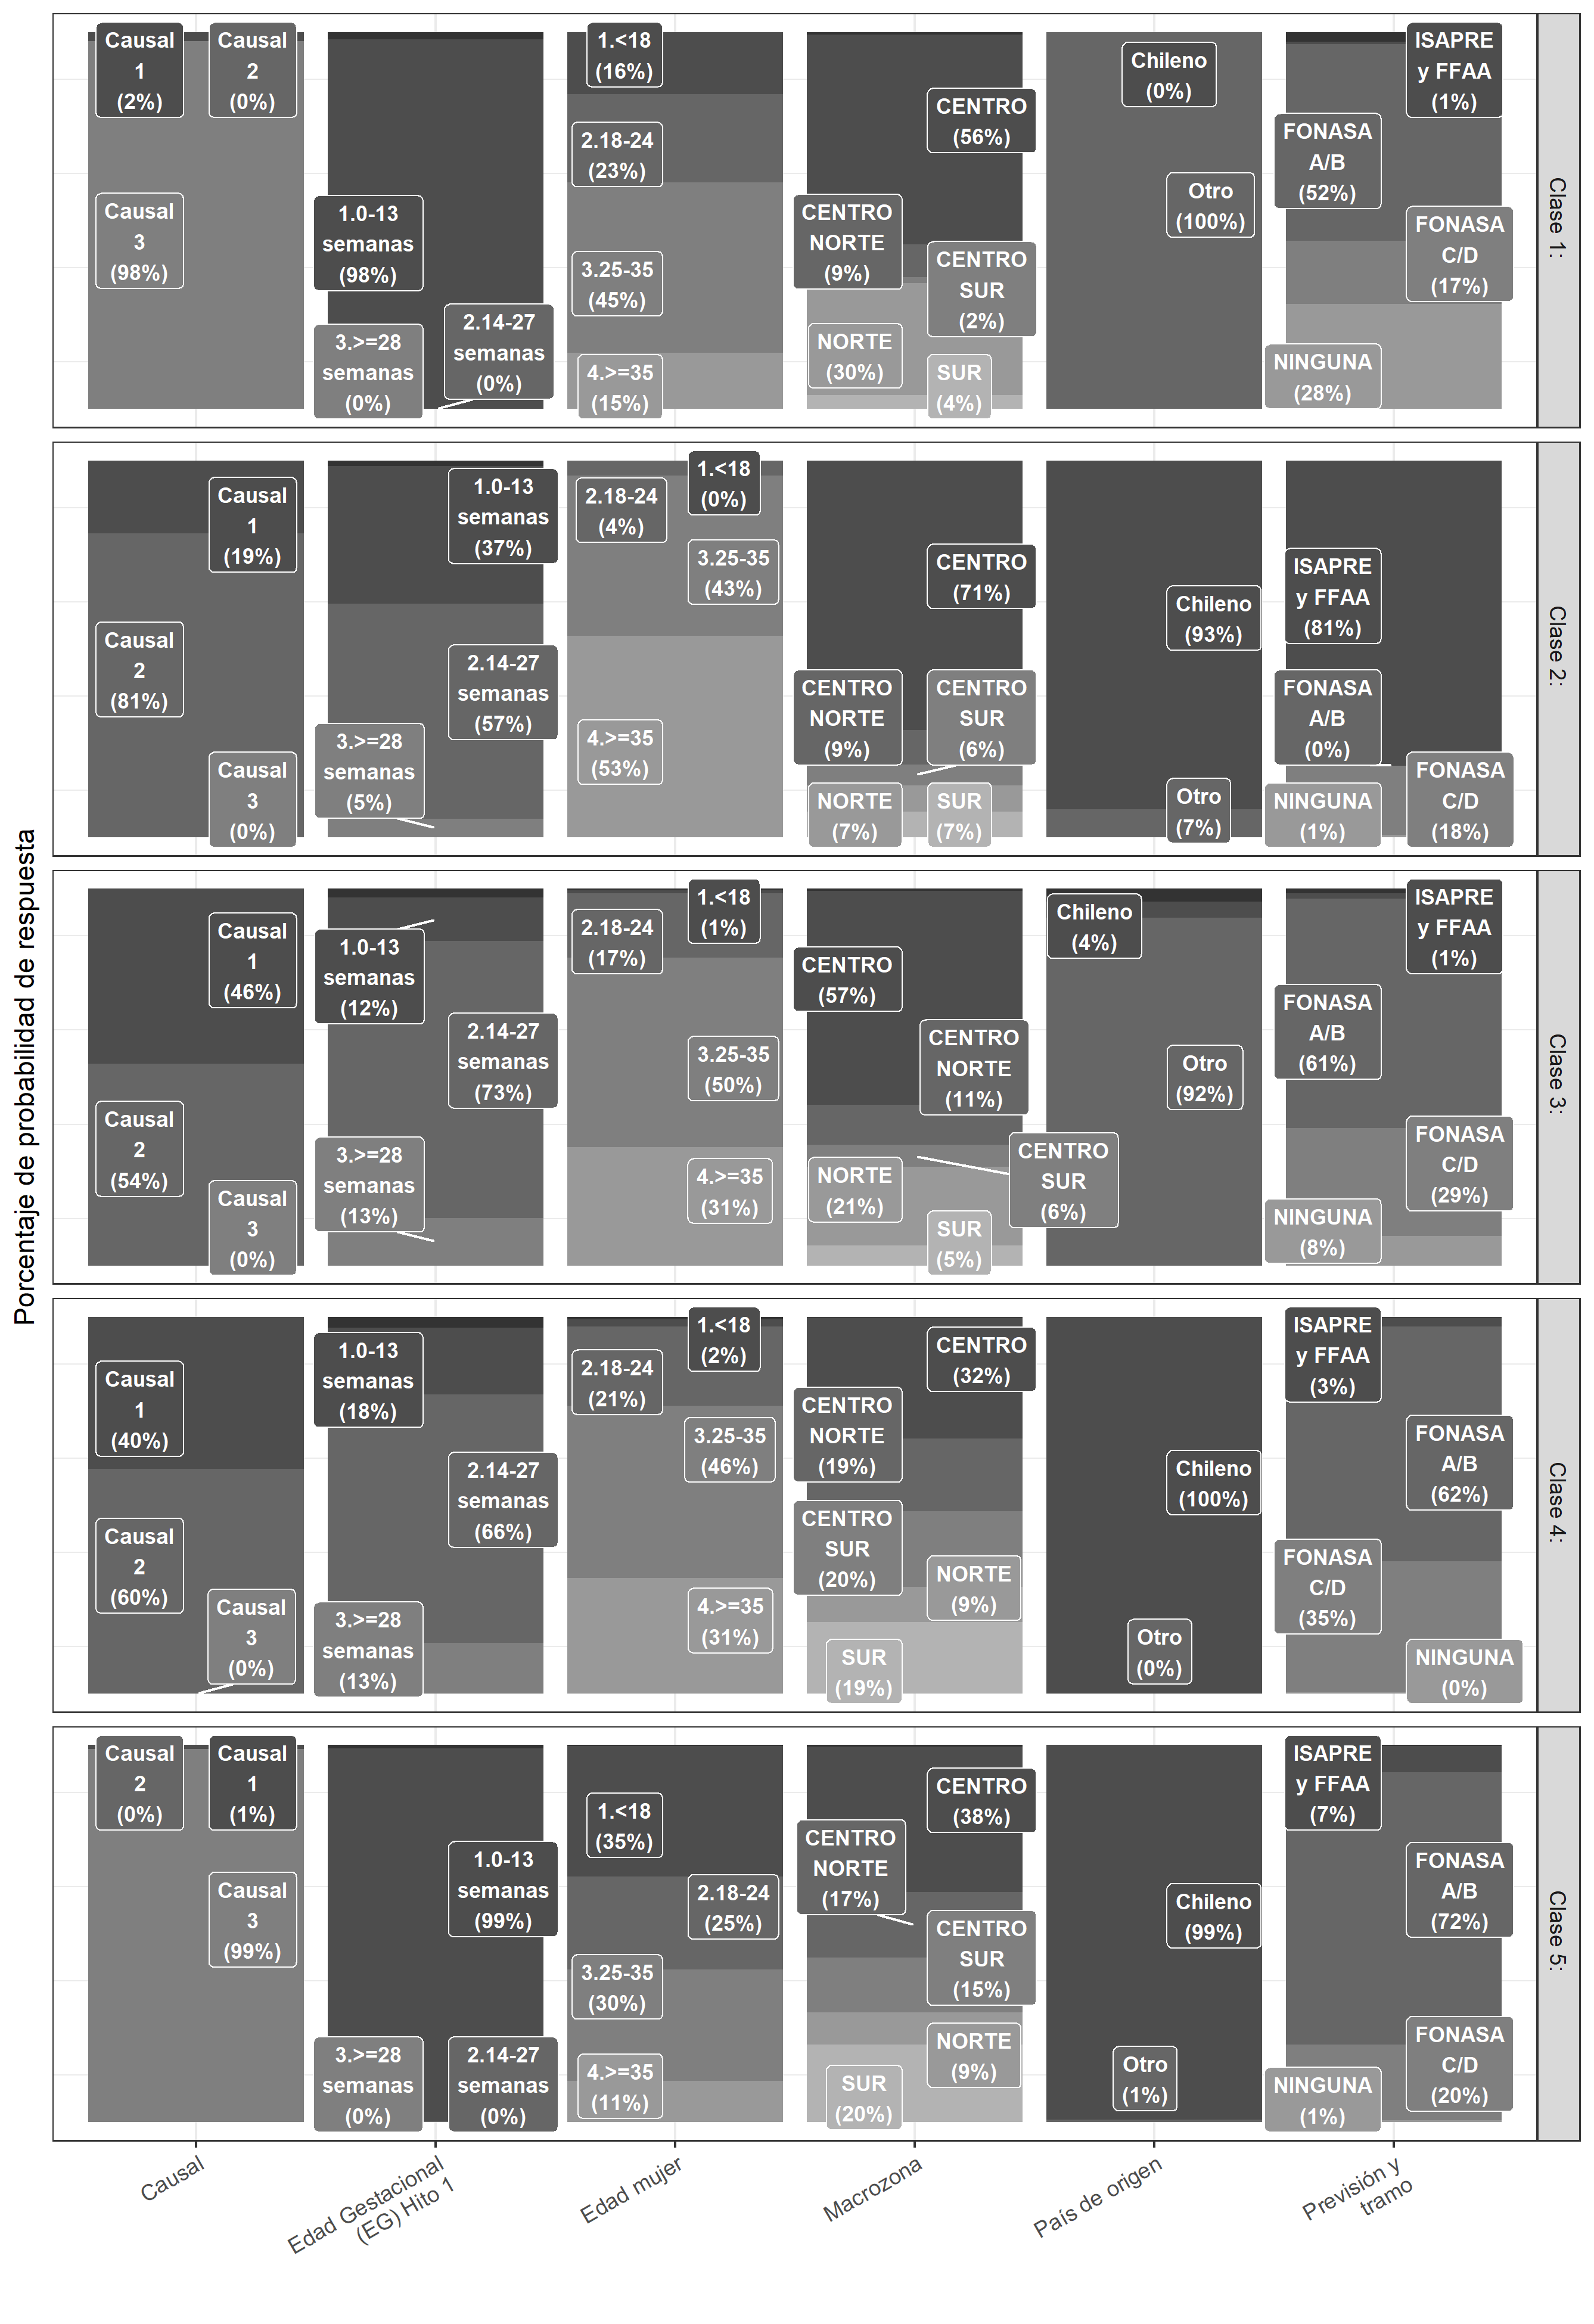 Porcentaje de probabilidad de respuesta
Causal
1
(2%)
Causal
2
(0%)
Causal
3
(98%)
1.0-13
semanas
(98%)
2.14-27
semanas
(0%)
3.>=28
semanas
(0%)
1.<18
(16%)
2.18-24
(23%)
3.25-35
(45%)
4.>=35
(15%)
CENTRO
(56%)
CENTRO
NORTE
(9%)
CENTRO
SUR
(2%)
NORTE
(30%)
SUR
(4%)
Chileno
(0%)
Otro
(100%)
ISAPRE
y FFAA
(1%)
FONASA
A/B
(52%)
FONASA
C/D
(17%)
NINGUNA
(28%)
Clase 1:
Causal
1
(19%)
Causal
2
(81%)
Causal
3
(0%)
1.0-13
semanas
(37%)
2.14-27
semanas
(57%)
3.>=28
semanas
(5%)
1.<18
(0%)
2.18-24
(4%)
3.25-35
(43%)
4.>=35
(53%)
CENTRO
(71%)
CENTRO
NORTE
(9%)
CENTRO
SUR
(6%)
NORTE
(7%)
SUR
(7%)
Chileno
(93%)
Otro
(7%)
ISAPRE
y FFAA
(81%)
FONASA
A/B
(0%)
FONASA
C/D
(18%)
NINGUNA
(1%)
Clase 2:
Causal
1
(46%)
Causal
2
(54%)
Causal
3
(0%)
1.0-13
semanas
(12%)
2.14-27
semanas
(73%)
3.>=28
semanas
(13%)
1.<18
(1%)
2.18-24
(17%)
3.25-35
(50%)
4.>=35
(31%)
CENTRO
(57%)
CENTRO
NORTE
(11%)
CENTRO
SUR
(6%)
NORTE
(21%)
SUR
(5%)
Chileno
(4%)
Otro
(92%)
ISAPRE
y FFAA
(1%)
FONASA
A/B
(61%)
FONASA
C/D
(29%)
NINGUNA
(8%)
Clase 3:
Causal
1
(40%)
Causal
2
(60%)
Causal
3
(0%)
1.0-13
semanas
(18%)
2.14-27
semanas
(66%)
3.>=28
semanas
(13%)
1.<18
(2%)
2.18-24
(21%)
3.25-35
(46%)
4.>=35
(31%)
CENTRO
(32%)
CENTRO
NORTE
(19%)
CENTRO
SUR
(20%)
NORTE
(9%)
SUR
(19%)
Chileno
(100%)
Otro
(0%)
ISAPRE
y FFAA
(3%)
FONASA
A/B
(62%)
FONASA
C/D
(35%)
NINGUNA
(0%)
Clase 4:
Causal
2
(0%)
Causal
1
(1%)
Causal
3
(99%)
1.0-13
semanas
(99%)
3.>=28
semanas
(0%)
2.14-27
semanas
(0%)
1.<18
(35%)
2.18-24
(25%)
3.25-35
(30%)
4.>=35
(11%)
CENTRO
(38%)
CENTRO
NORTE
(17%)
CENTRO
SUR
(15%)
NORTE
(9%)
SUR
(20%)
Chileno
(99%)
Otro
(1%)
ISAPRE
y FFAA
(7%)
FONASA
A/B
(72%)
FONASA
C/D
(20%)
NINGUNA
(1%)
Clase 5:
Causal
Edad Gestacional
(EG) Hito 1
Edad mujer
Macrozona
País de origen
Previsión y
tramo